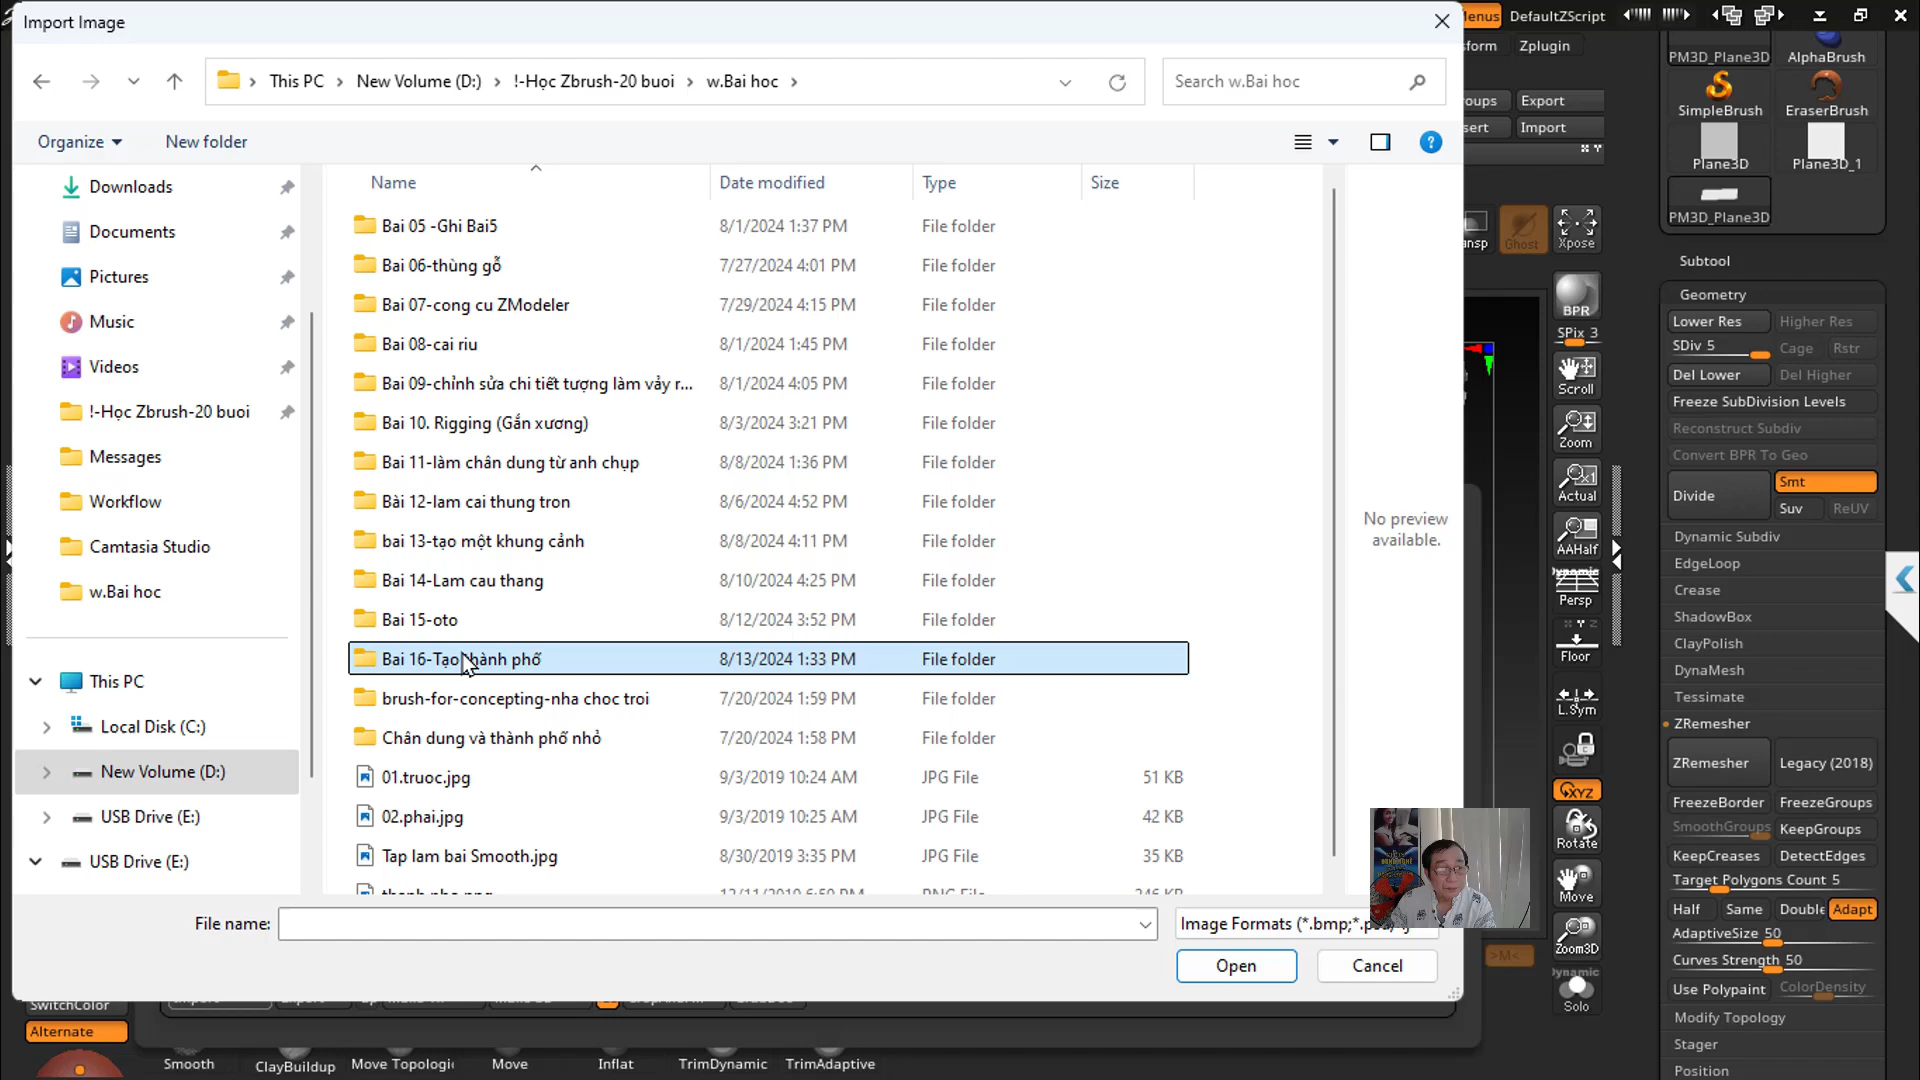 Import Image
Menus DefaultZScript
Zplugin
This PC New Volume (D:) !-Học Zbrush-20 buoi w.Bai hoc
Search w.Bai hoc
Organize New folder
Name Date modified Type Size
Downloads
Documents
Pictures
Music
Videos
!-Học Zbrush-20 buoi
Messages
Workflow
Camtasia Studio
w.Bai hoc
This PC
Local Disk (C:)
New Volume (D:)
USB Drive (E:)
USB Drive (E:)
Bai 05 -Ghi Bai5 8/1/2024 1:37 PM File folder
Bai 06-thùng gỗ 7/27/2024 4:01 PM File folder
Bai 07-cong cu ZModeler 7/29/2024 4:15 PM File folder
Bai 08-cai riu 8/1/2024 1:45 PM File folder
Bai 09-chỉnh sửa chi tiết tượng làm vảy r... 8/1/2024 4:05 PM File folder
Bai 10. Rigging (Gắn xương) 8/3/2024 3:21 PM File folder
Bai 11-làm chân dung từ anh chụp 8/8/2024 1:36 PM File folder
Bài 12-lam cai thung tron 8/6/2024 4:52 PM File folder
bai 13-tạo một khung cảnh 8/8/2024 4:11 PM File folder
Bai 14-Lam cau thang 8/10/2024 4:25 PM File folder
Bai 15-oto 8/12/2024 3:52 PM File folder
Bai 16-Tạo thành phố 8/13/2024 1:33 PM File folder
brush-for-concepting-nha choc troi 7/20/2024 1:59 PM File folder
Chân dung và thành phố nhỏ 7/20/2024 1:58 PM File folder
01.truoc.jpg 9/3/2019 10:24 AM JPG File 51 KB
02.phai.jpg 9/3/2019 10:25 AM JPG File 42 KB
Tap lam bai Smooth.jpg 8/30/2019 3:35 PM JPG File 35 KB
No preview
available.
File name:
Image Formats (*.bmp;*.psd
Open Cancel
Export
Import
PM3D_Plane3D AlphaBrush
SimpleBrush EraserBrush
Plane3D Plane3D_1
PM3D_Plane3D
Ghost Xpose
BPR
SPix 3
Scroll
Zoom
Actual
AAHalf
Dynamic
Persp
Floor
L.Sym
XYZ
Rotate
Move
Zoom3D
Dynamic
Solo
>M<
Subtool
Geometry
Lower Res Higher Res
SDiv 5 Cage Rstr
Del Lower Del Higher
Freeze SubDivision Levels
Reconstruct Subdiv
Convert BPR To Geo
Divide Smt
Suv ReUV
Dynamic Subdiv
EdgeLoop
Crease
ShadowBox
ClayPolish
DynaMesh
Tessimate
ZRemesher
ZRemesher Legacy (2018)
FreezeBorder FreezeGroups
SmoothGroups KeepGroups
KeepCreases DetectEdges
Target Polygons Count 5
Half Same Double Adapt
AdaptiveSize 50
Curves Strength 50
Use Polypaint ColorDensity
Modify Topology
Stager
Position
SwitchColor
Alternate
Smooth ClayBuildup Move Topologic Move Inflat TrimDynamic TrimAdaptive